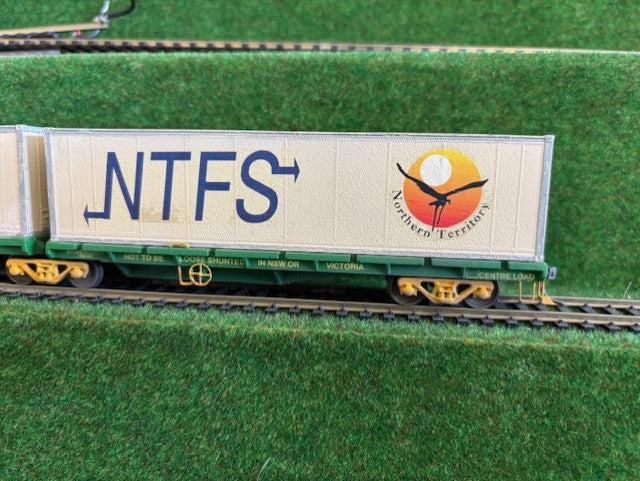 NTFS
Northern Territory
NOT TO BE LOOSE SHUNTED IN NSW OR VICTORIA
CENTRE LOAD